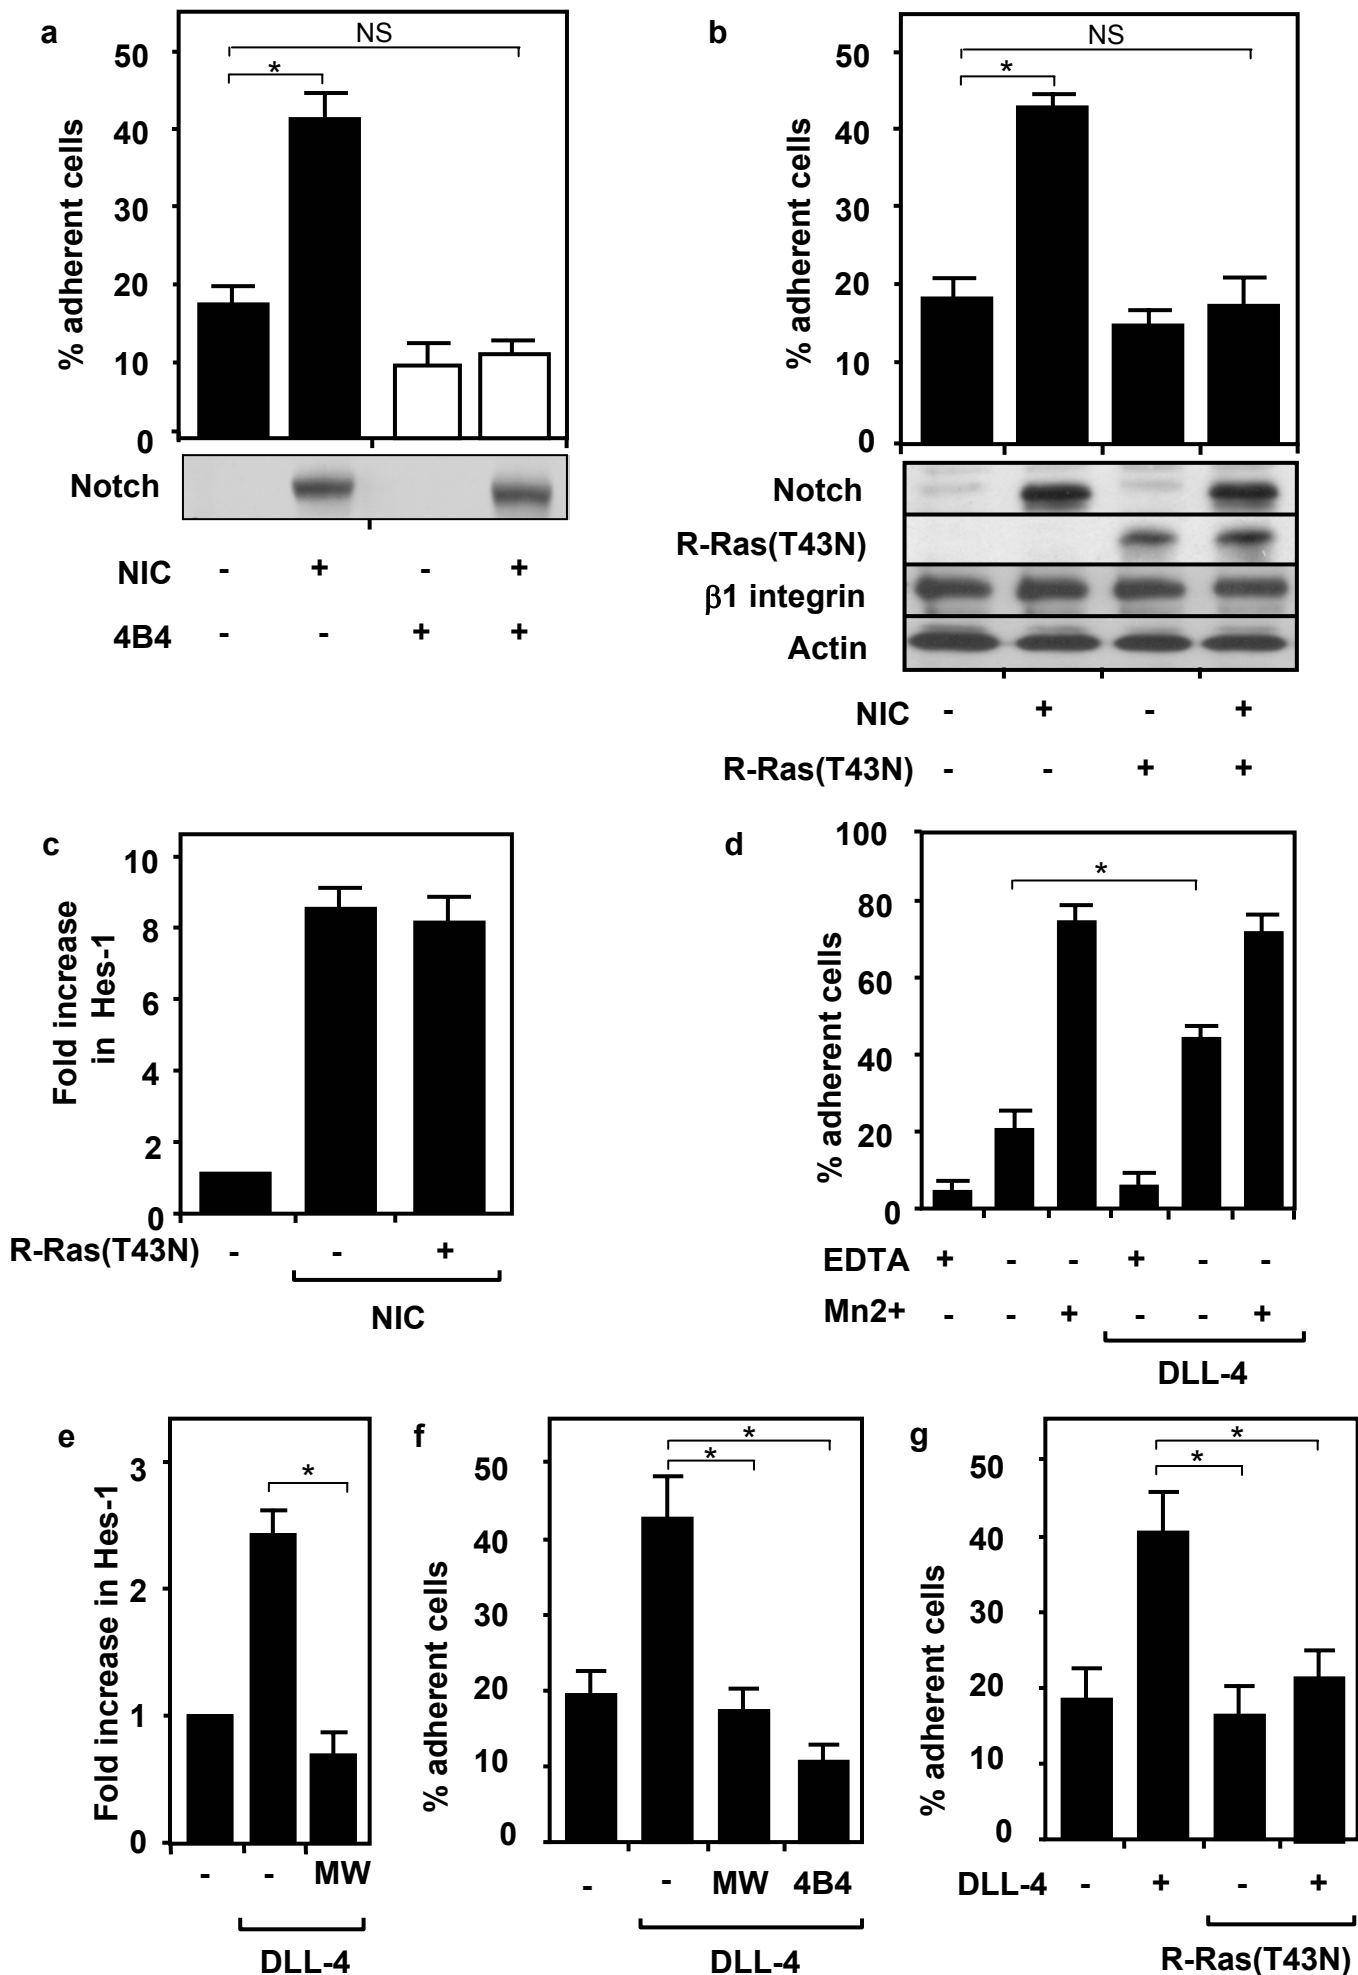 a
NS
*
50
40
30
20
10
0
% adherent cells
Notch
NIC - + - +
4B4 - - + +
b
NS
*
50
40
30
20
10
0
% adherent cells
Notch
R-Ras(T43N)
β1 integrin
Actin
NIC - + - +
R-Ras(T43N) - - + +
c
10
8
6
4
2
0
Fold increase
in Hes-1
R-Ras(T43N) - - +
NIC
d
*
100
80
60
40
20
0
% adherent cells
EDTA + - - + - -
Mn2+ - - + - - +
DLL-4
e
*
3
2
1
0
Fold increase in Hes-1
- - MW
DLL-4
f
*
*
50
40
30
20
10
0
% adherent cells
- - MW 4B4
DLL-4
g
*
*
50
40
30
20
10
0
% adherent cells
DLL-4 - + - +
R-Ras(T43N)